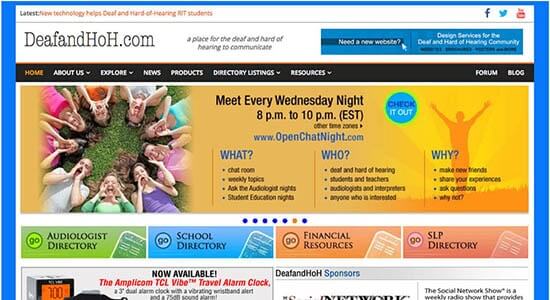 Latest: New technology helps Deaf and Hard-of-Hearing RIT students
DeafandHoH.com
a place for the deaf and hard of
hearing to communicate
Need a new website?
Design Services for the
Deaf and Hard of Hearing Community
HOME ABOUT US EXPLORE NEWS PRODUCTS DIRECTORY LISTINGS RESOURCES FORUM BLOG
Meet Every Wednesday Night
8 p.m. to 10 p.m. (EST)
other time zones
www.OpenChatNight.com
CHECK
IT OUT
WHAT?
chat room
weekly topics
Ask the Audiologist nights
Student Education nights
WHO?
deaf and hard of hearing
students and teachers
audiologists and interpreters
anyone who is interested
WHY?
make new friends
share your experiences
ask questions
why not?
go AUDIOLOGIST
DIRECTORY
go SCHOOL
DIRECTORY
go FINANCIAL
RESOURCES
go SLP
DIRECTORY
NOW AVAILABLE!
The Amplicom TCL Vibe™ Travel Alarm Clock,
a 3" dual alarm clock with a vibrating wristband alert
and a 75dB sound alarm!
DeafandHoH Sponsors
The Social Network Show™ is a
weekly radio show that provides